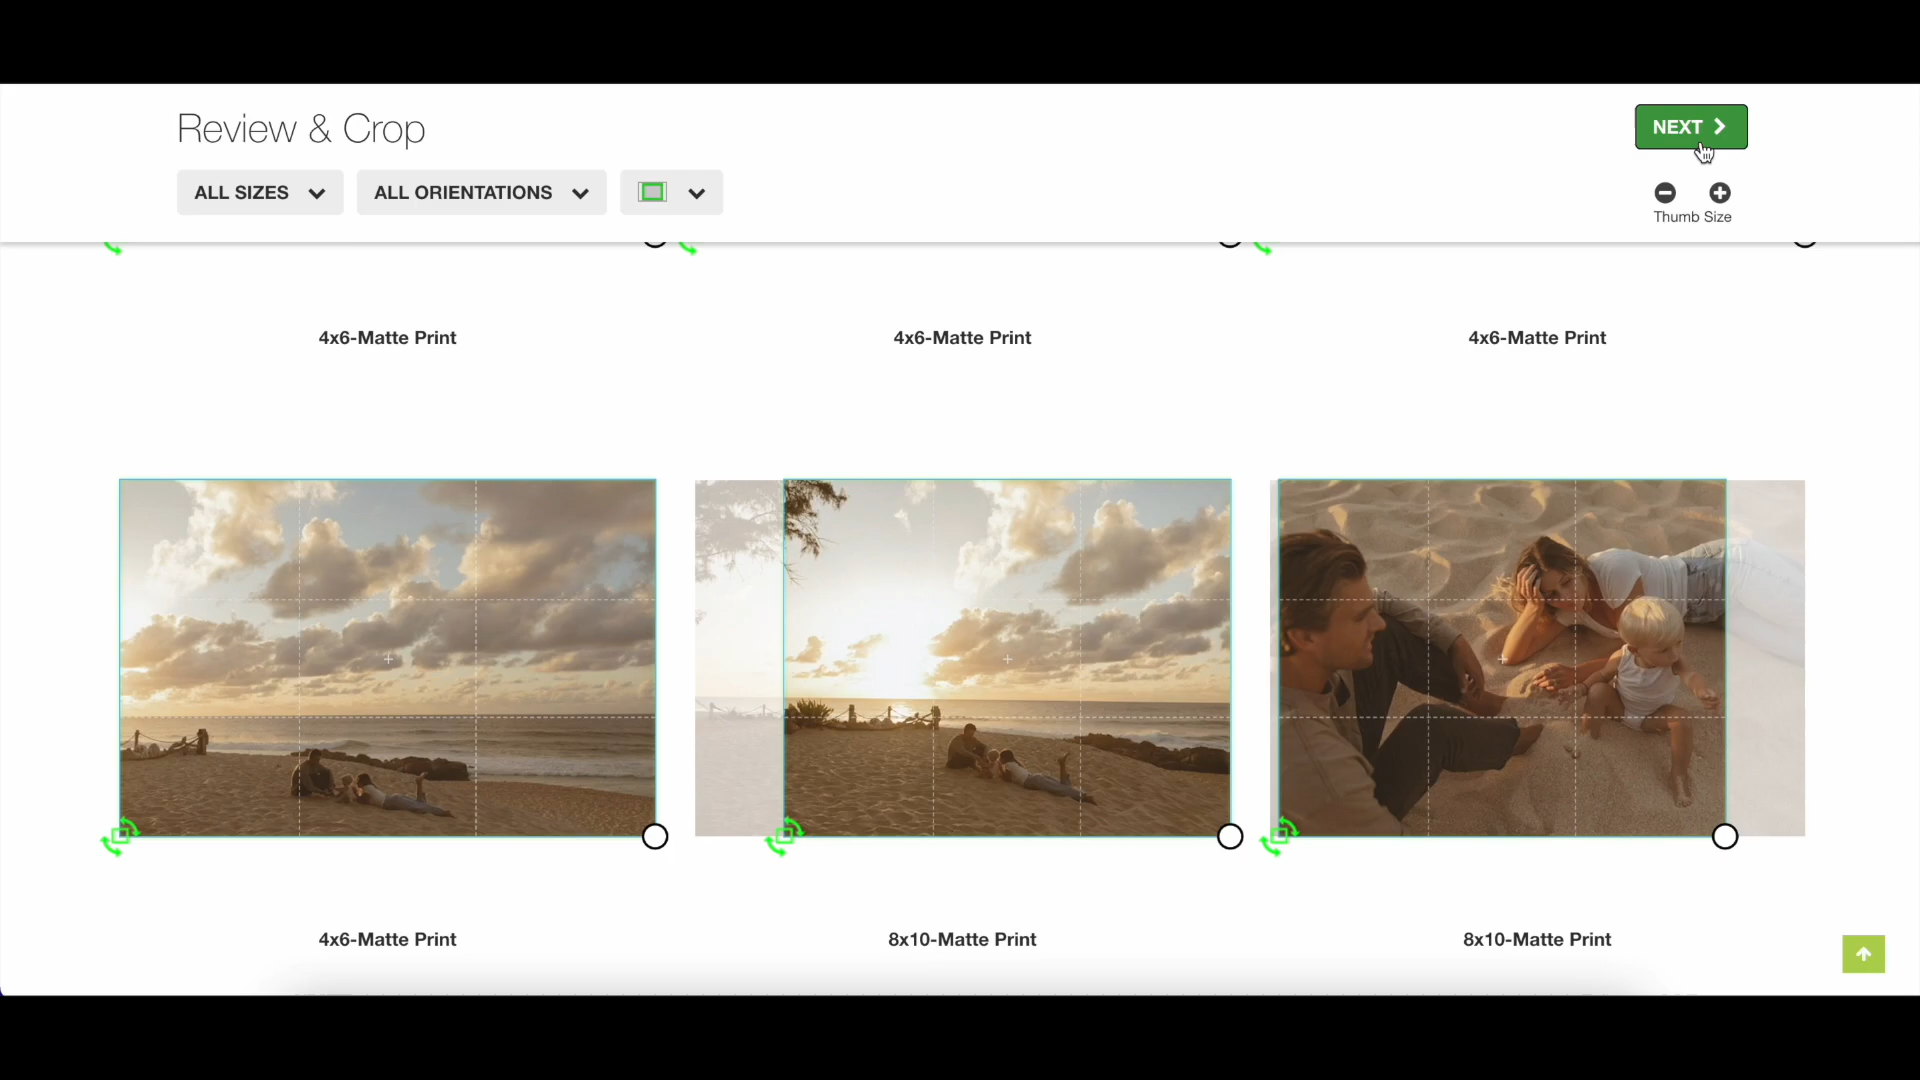 Review & Crop
NEXT
ALL SIZES
ALL ORIENTATIONS
Thumb Size
4x6-Matte Print
4x6-Matte Print
4x6-Matte Print
4x6-Matte Print
8x10-Matte Print
8x10-Matte Print